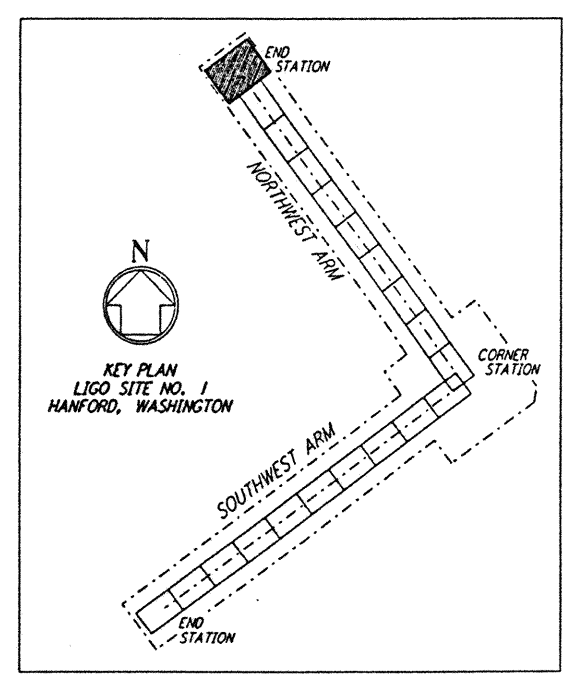 END
STATION
NORTHWEST ARM
N
KEY PLAN
LIGO SITE NO. 1
HANFORD, WASHINGTON
CORNER
STATION
SOUTHWEST ARM
END
STATION